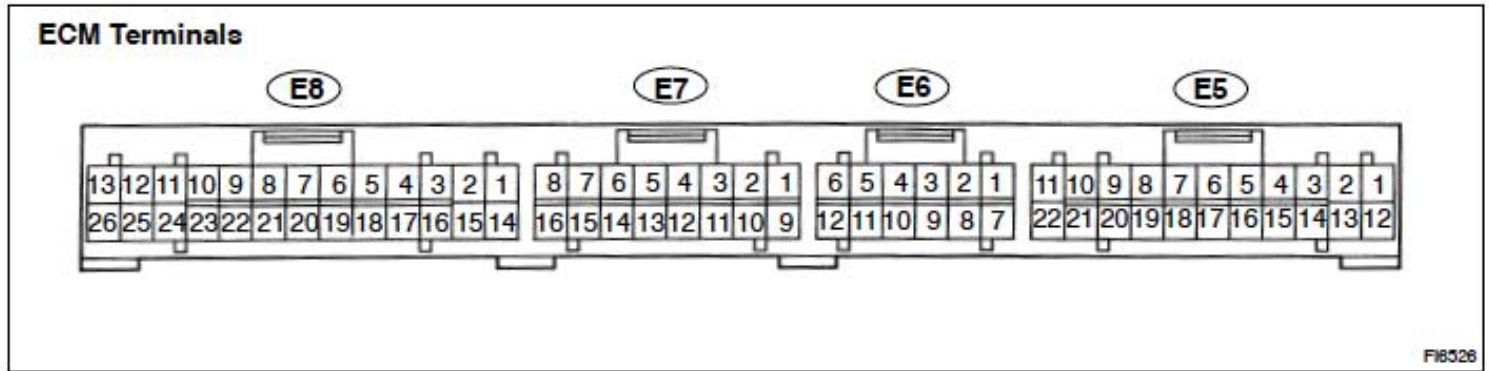 ECM Terminals
E8 E7 E6 E5
13 12 11 10 9 8 7 6 5 4 3 2 1 8 7 6 5 4 3 2 1 6 5 4 3 2 1 11 10 9 8 7 6 5 4 3 2 1
26 25 24 23 22 21 20 19 18 17 16 15 14 16 15 14 13 12 11 10 9 12 11 10 9 8 7 22 21 20 19 18 17 16 15 14 13 12
FI6526